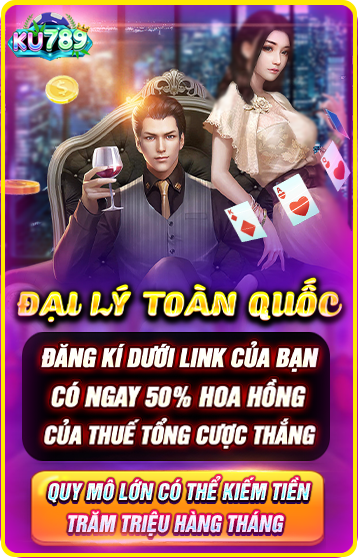 KU789
ĐẠI LÝ TOÀN QUỐC
ĐĂNG KÍ DƯỚI LINK CỦA BẠN
CÓ NGAY 50% HOA HỒNG
CỦA THUẾ TỔNG CƯỢC THẮNG
QUY MÔ LỚN CÓ THỂ KIẾM TIỀN
TRĂM TRIỆU HÀNG THÁNG